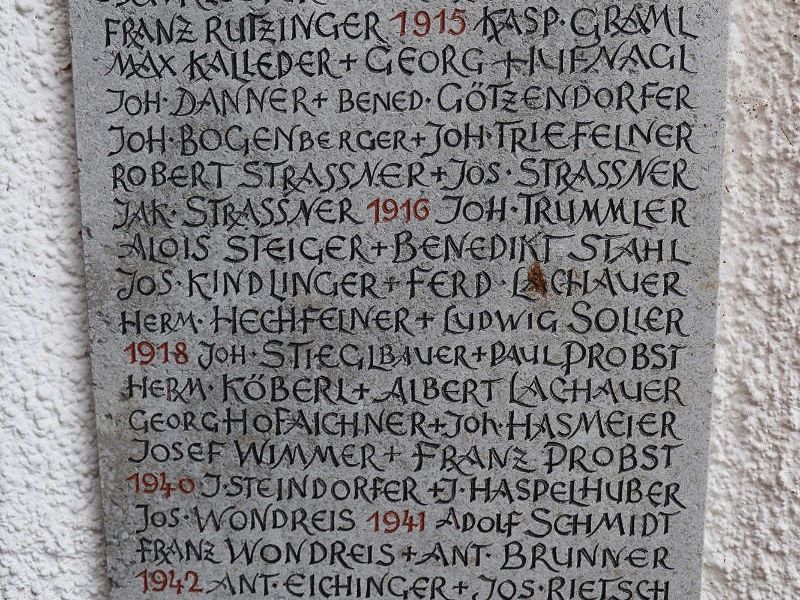 FRANZ RUTZINGER 1915 KASP· GRAML
MAX KALLEDER + GEORG HUFNAGL
JOH· DANNER + BENED· GÖTZENDORFER
JOH· BOGENBERGER + JOH· TRIEFELNER
ROBERT STRASSNER + JOS· STRASSNER
JAK· STRASSNER 1916 JOH· TRUMMLER
ALOIS STEIGER + BENEDIKT STAHL
JOS· KINDLINGER + FERD· LACHAUER
HERM· HECHFELNER + LUDWIG SOLLER
1918 JOH· STIEGLBAUER + PAUL PROBST
HERM· KÖBERL + ALBERT LACHAUER
GEORG HOFAICHNER + JOH· HASMEIER
JOSEF WIMMER + FRANZ PROBST
1940 J·STEINDORFER + J·HASPELHUBER
JOS· WONDREIS 1941 ADOLF SCHMIDT
FRANZ WONDREIS + ANT· BRUNNER
1942 ANT· EICHINGER + JOS· RIETSCH